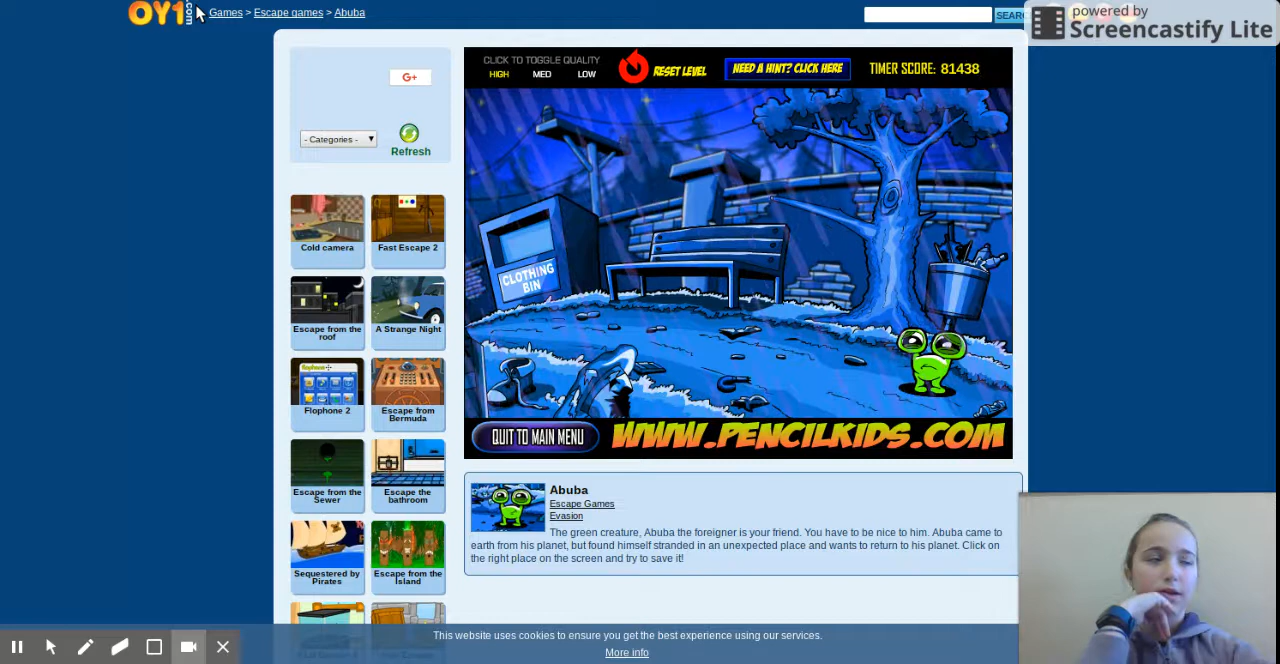 OY1.com
Games > Escape games > Abuba
powered by
Screencastify Lite
G+
- Categories -
Refresh
CLICK TO TOGGLE QUALITY
HIGH MED LOW
RESET LEVEL
NEED A HINT? CLICK HERE
TIMER SCORE: 81438
CLOTHING
BIN
QUIT TO MAIN MENU
WWW.PENCILKIDS.COM
Cold camera
Fast Escape 2
Escape from the
roof
A Strange Night
Flophone 2
Escape from
Bermuda
Escape from the
Sewer
Escape the
bathroom
Sequestered by
Pirates
Escape from the
Island
Abuba
Escape Games
Evasion
The green creature, Abuba the foreigner is your friend. You have to be nice to him. Abuba came to
earth from his planet, but found himself stranded in an unexpected place and wants to return to his planet. Click on
the right place on the screen and try to save it!
This website uses cookies to ensure you get the best experience using our services.
More info